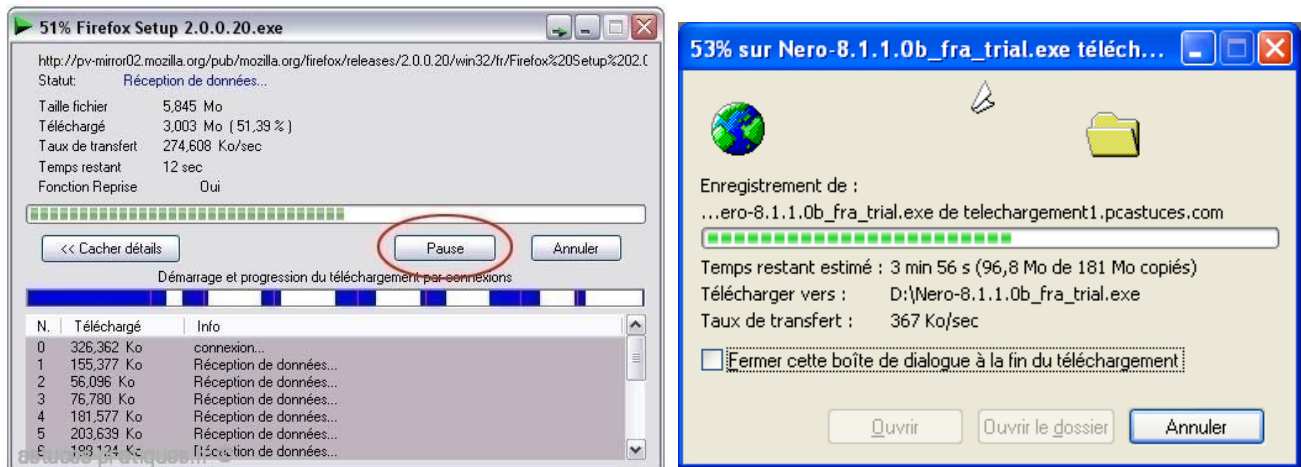 51% Firefox Setup 2.0.0.20.exe
http://pv-mirror02.mozilla.org/pub/mozilla.org/firefox/releases/2.0.0.20/win32/fr/Firefox%20Setup%202.(
Statut: Réception de données...
Taille fichier 5,845 Mo
Téléchargé 3,003 Mo ( 51,39 % )
Taux de transfert 274,608 Ko/sec
Temps restant 12 sec
Fonction Reprise Oui
<< Cacher détails Pause Annuler
Démarrage et progression du téléchargement par connexions
N. Téléchargé Info
0 326,362 Ko connexion...
1 155,377 Ko Réception de données...
2 56,096 Ko Réception de données...
3 76,780 Ko Réception de données...
4 181,577 Ko Réception de données...
5 203,639 Ko Réception de données...
Réception de données...
53% sur Nero-8.1.1.0b_fra_trial.exe téléch...
Enregistrement de :
...ero-8.1.1.0b_fra_trial.exe de telechargement1.pcastuces.com
Temps restant estimé : 3 min 56 s (96,8 Mo de 181 Mo copiés)
Télécharger vers : D:\Nero-8.1.1.0b_fra_trial.exe
Taux de transfert : 367 Ko/sec
Fermer cette boîte de dialogue à la fin du téléchargement
Ouvrir Ouvrir le dossier Annuler